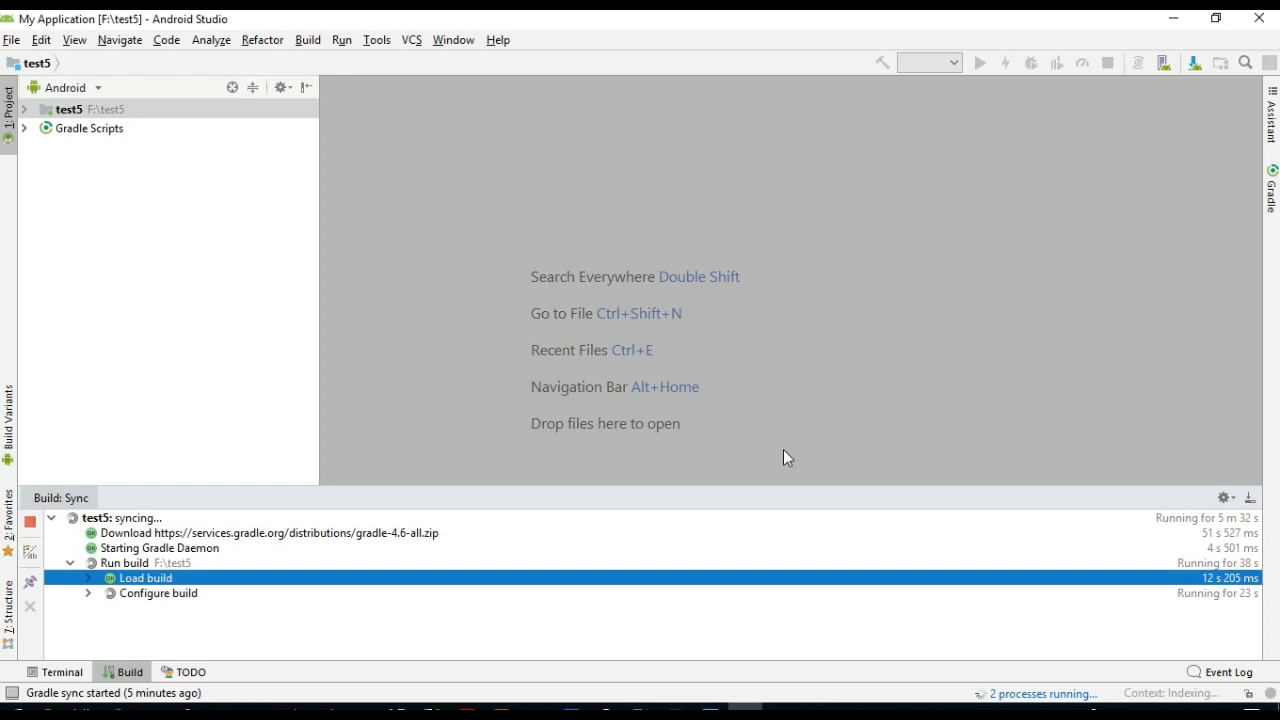 My Application [F:\test5] - Android Studio
File Edit View Navigate Code Analyze Refactor Build Run Tools VCS Window Help
test5
1: Project
Android
test5 F:\test5
Gradle Scripts
Assistant
Gradle
Search Everywhere Double Shift
Go to File Ctrl+Shift+N
Recent Files Ctrl+E
Navigation Bar Alt+Home
Drop files here to open
Build Variants
2: Favorites
7: Structure
Build: Sync
test5: syncing... Running for 5 m 32 s
Download https://services.gradle.org/distributions/gradle-4.6-all.zip 51 s 527 ms
Starting Gradle Daemon 4 s 501 ms
Run build F:\test5 Running for 38 s
Load build 12 s 205 ms
Configure build Running for 23 s
Terminal Build TODO Event Log
Gradle sync started (5 minutes ago) 2 processes running... Context: Indexing...